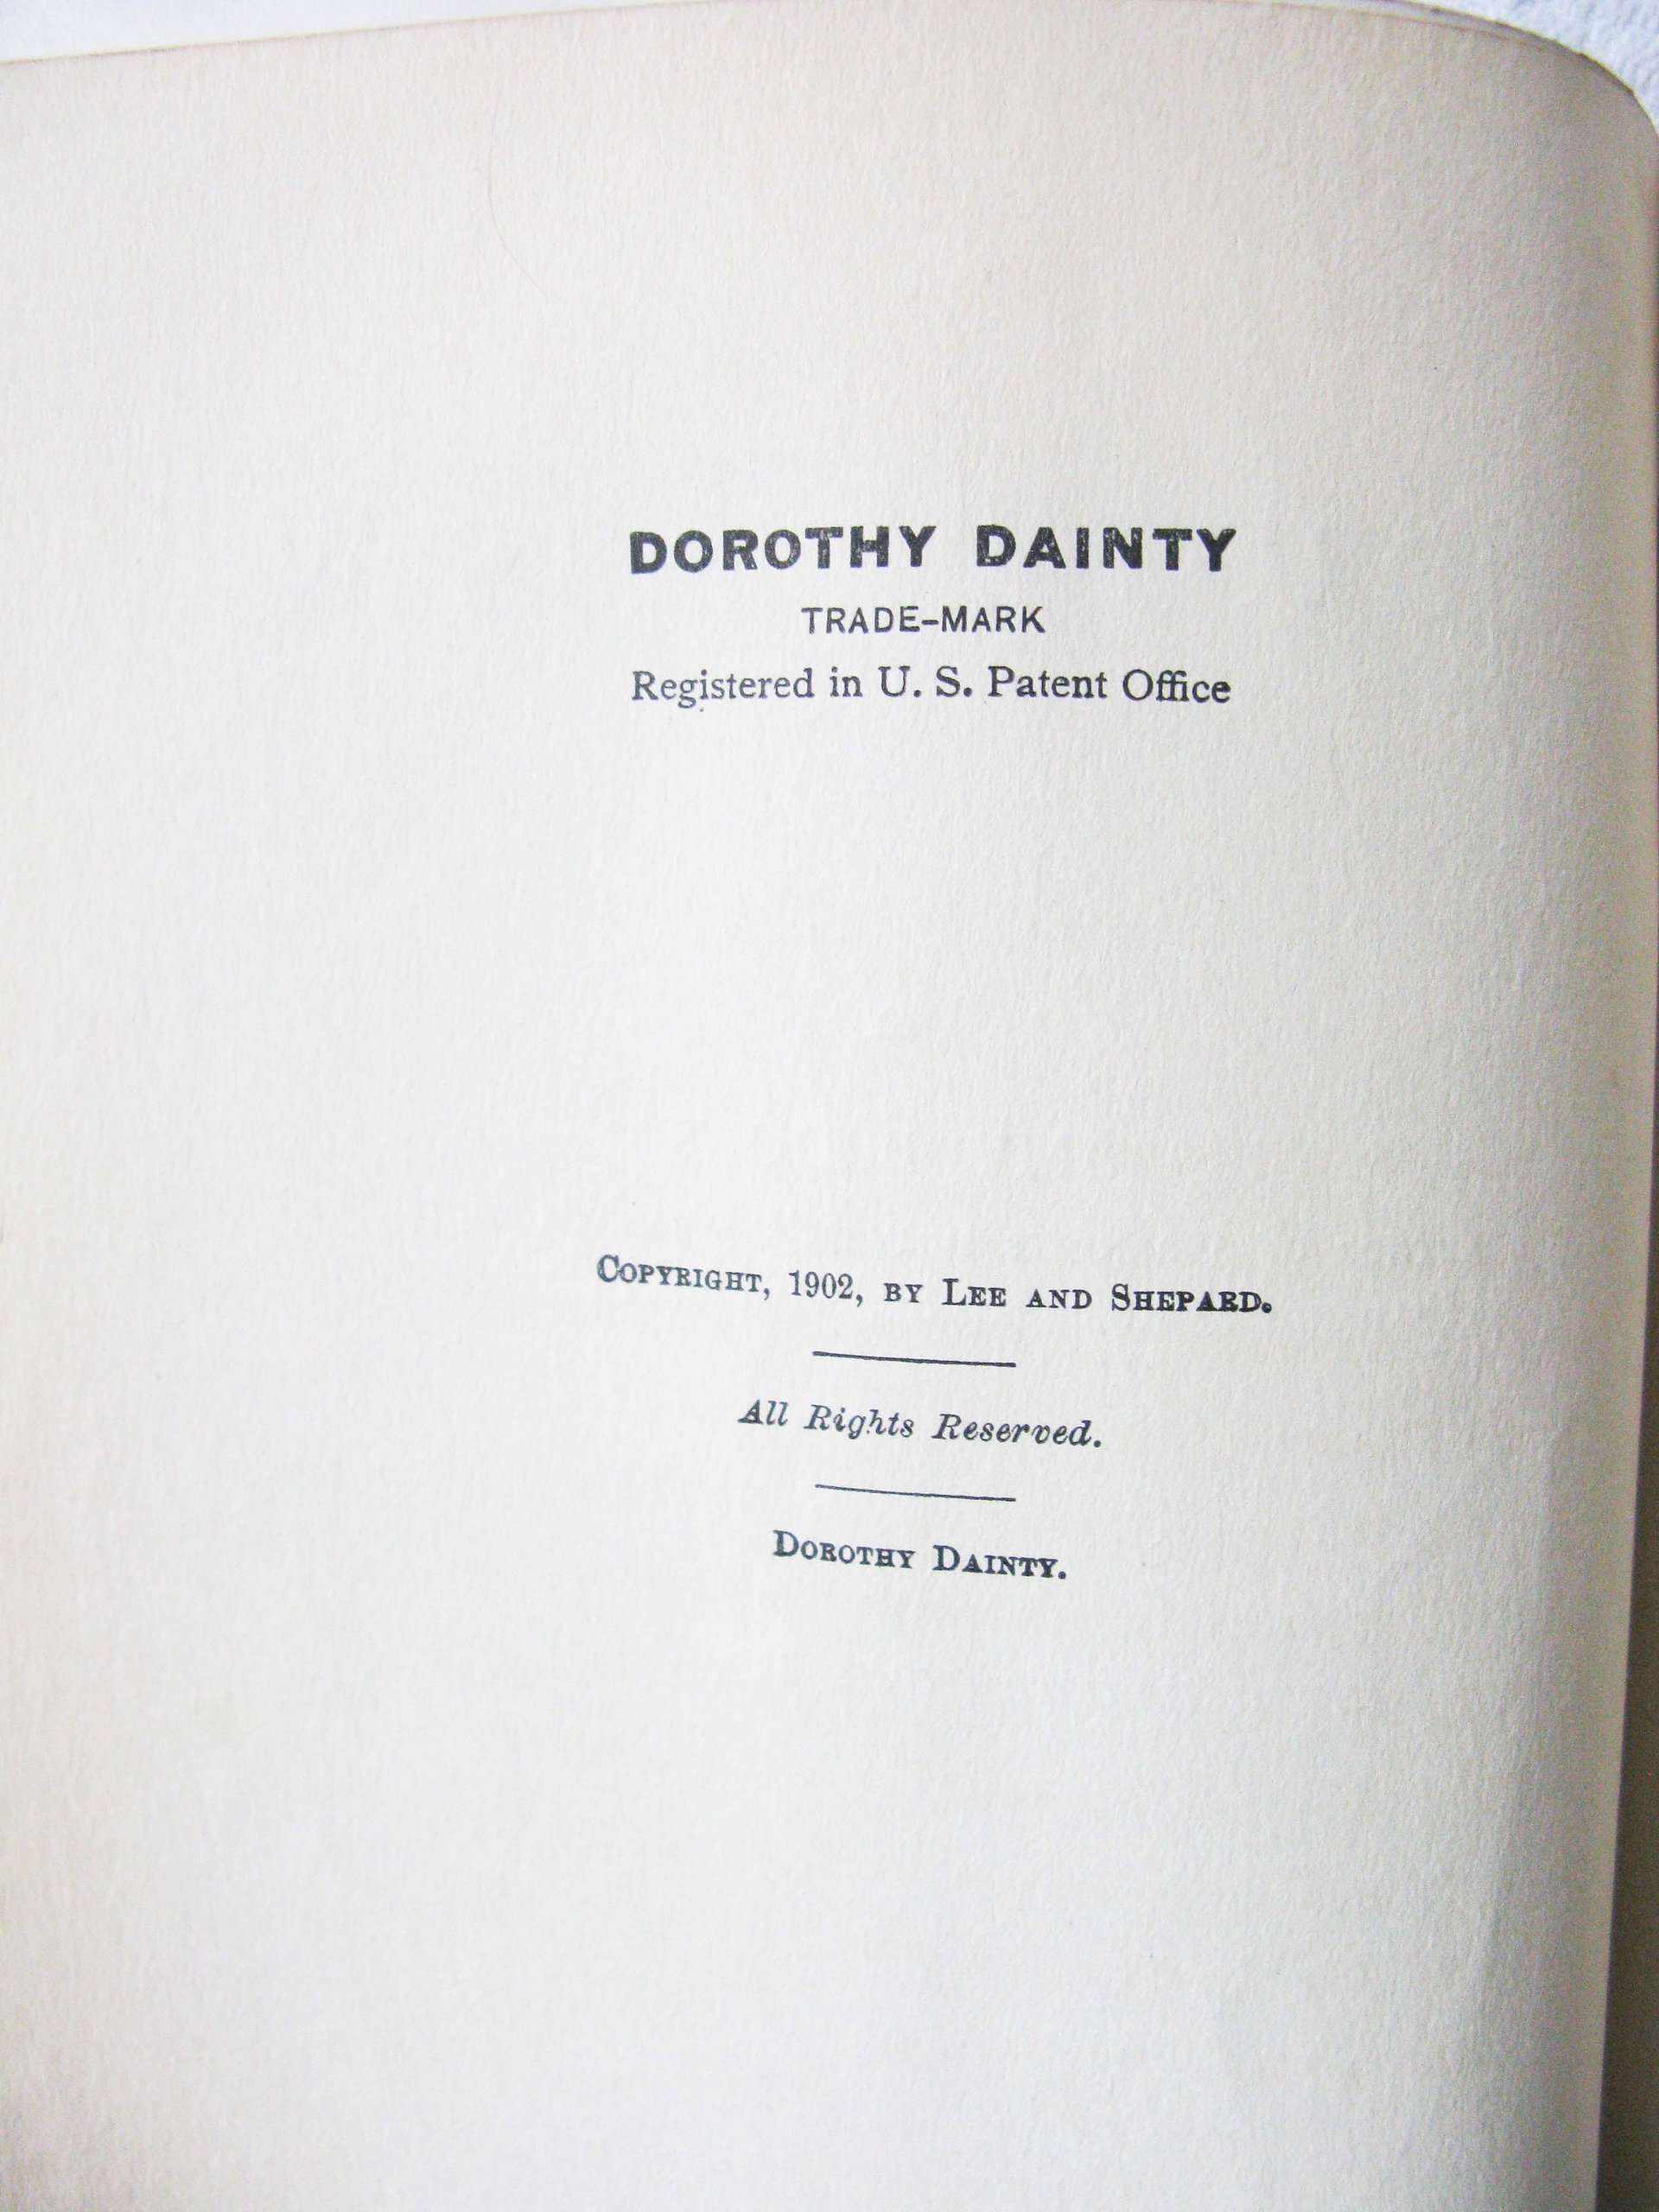 DOROTHY DAINTY
TRADE-MARK
Registered in U. S. Patent Office
COPYRIGHT, 1902, BY LEE AND SHEPARD.
All Rights Reserved.
DOROTHY DAINTY.